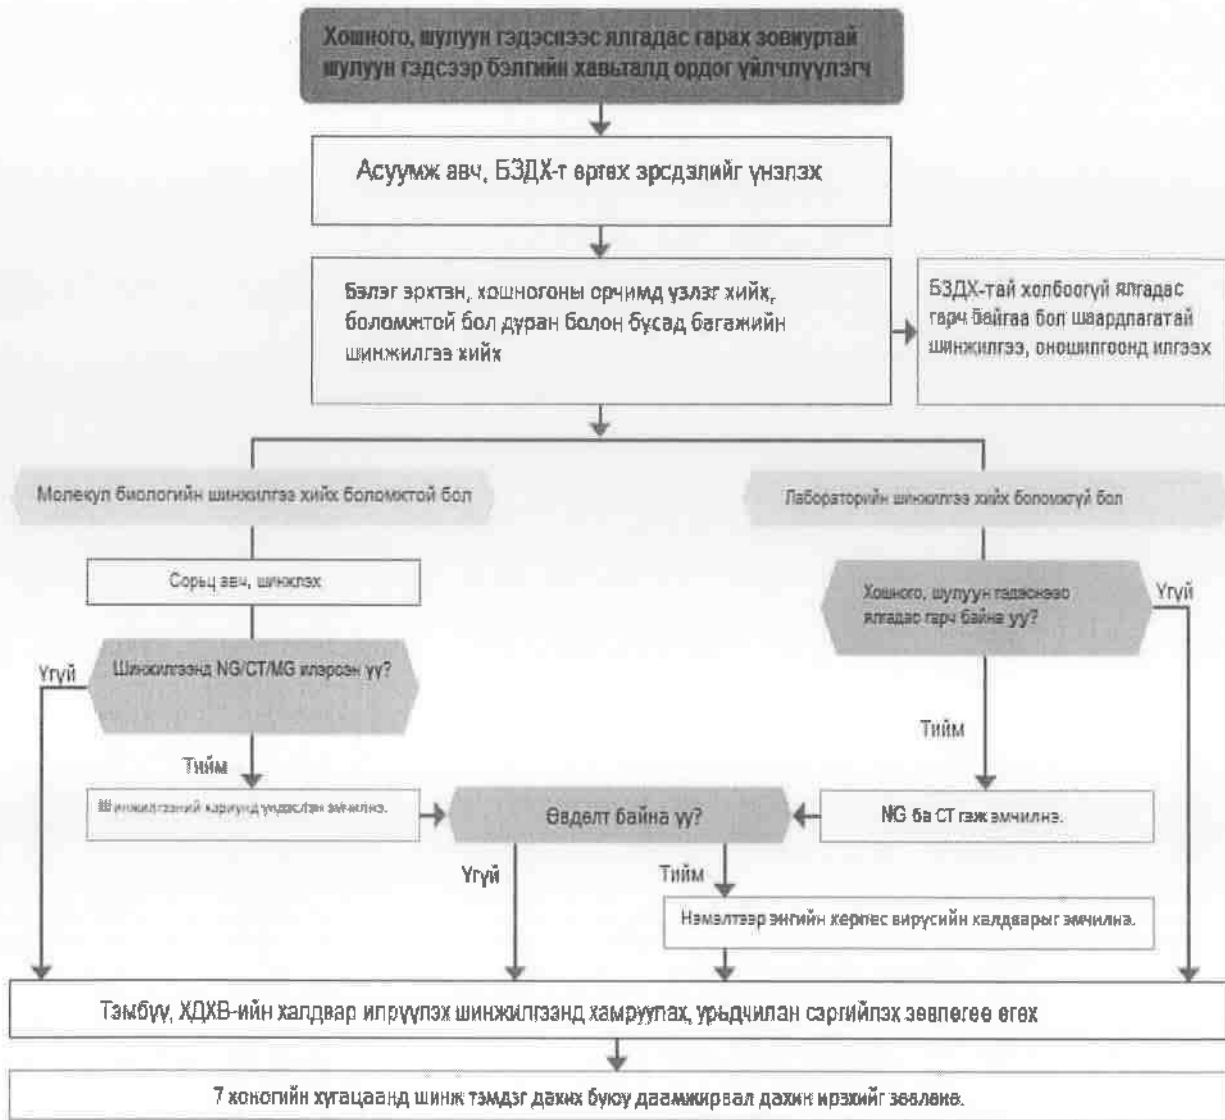 Хошного, шулуун гэдэснээс ялгадас гарах зовиуртай
шулуун гэдсээр бэлгийн хавьталд ордог үйлчлүүлэгч
Асуумж авч, БЗДХ-т өртөх эрсдэлийг үнэлэх
Бэлэг эрхтэн, хошногоны орчимд үзлэг хийх,
боломжтой бол дуран болон бусад багажийн
шинжилгээ хийх
БЗДХ-тай холбоогүй ялгадас
гарч байгаа бол шаардлагатай
шинжилгээ, оношилгоонд илгээх
Молекул биологийн шинжилгээ хийх боломжтой бол
Лабораторийн шинжилгээ хийх боломжгүй бол
Сорьц авч, шинжлэх
Хошного, шулуун гэдэснээс
ялгадас гарч байна уу?
Үгүй
Шинжилгээнд NG/CT/MG илэрсэн үү?
Үгүй
Тийм
Тийм
Шинжилгээний хариунд үндэслэн эмчилнэ.
Өвдөлт байна уу?
NG ба CT гэж эмчилнэ.
Үгүй
Тийм
Нэмэлтээр энгийн херпес вирусийн халдварыг эмчилнэ.
Тэмбүү, ХДХВ-ийн халдвар илрүүлэх шинжилгээнд хамруулах, урьдчилан сэргийлэх зөвлөгөө өгөх
7 хоногийн хугацаанд шинж тэмдэг дахих буюу даамжирвал дахин ирэхийг зөвлөнө.